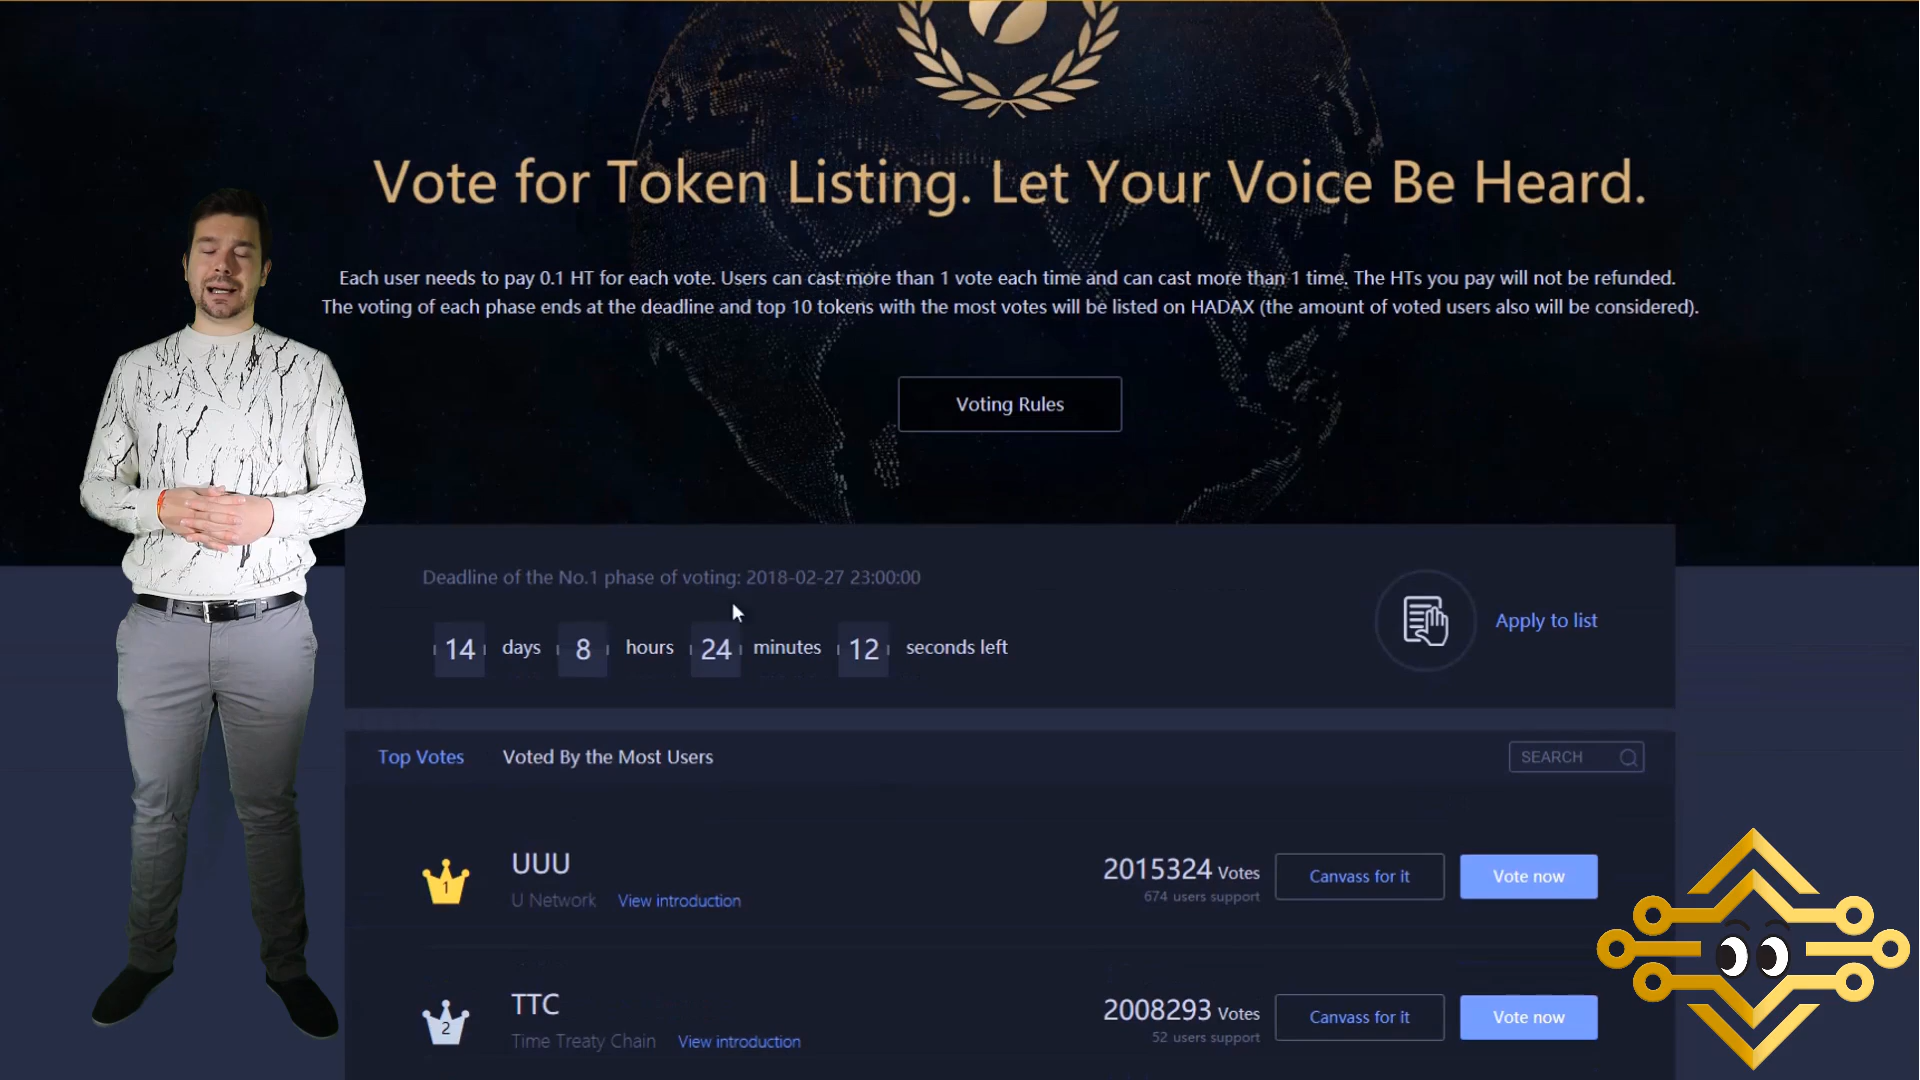 Vote for Token Listing. Let Your Voice Be Heard.
Each user needs to pay 0.1 HT for each vote. Users can cast more than 1 vote each time and can cast more than 1 time. The HTs you pay will not be refunded.
The voting of each phase ends at the deadline and top 10 tokens with the most votes will be listed on HADAX (the amount of voted users also will be considered).
Voting Rules
Deadline of the No.1 phase of voting: 2018-02-27 23:00:00
14 days 8 hours 24 minutes 12 seconds left
Apply to list
Top Votes Voted By the Most Users SEARCH
1 UUU 2015324 Votes Canvass for it Vote now
U Network View introduction 674 users support
2 TTC 2008293 Votes Canvass for it Vote now
Time Treaty Chain View introduction 52 users support